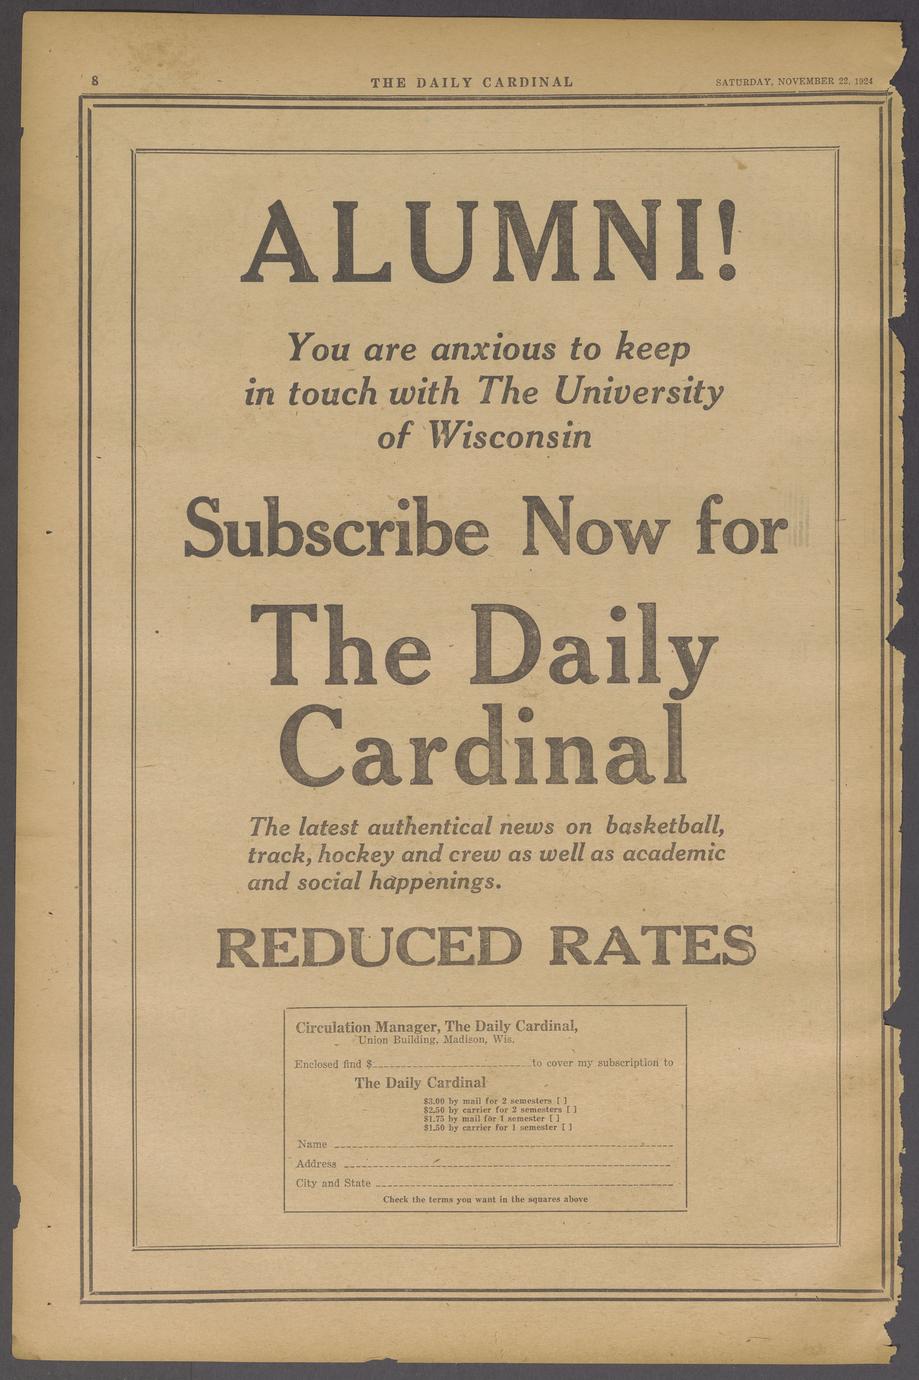 8
THE DAILY CARDINAL
SATURDAY, NOVEMBER 22, 1924
ALUMNI!
You are anxious to keep
in touch with The University
of Wisconsin
Subscribe Now for
The Daily
Cardinal
The latest authentical news on basketball,
track, hockey and crew as well as academic
and social happenings.
REDUCED RATES
Circulation Manager, The Daily Cardinal,
Union Building, Madison, Wis.
Enclosed find $ to cover my subscription to
The Daily Cardinal
$3.00 by mail for 2 semesters [ ]
$2.50 by carrier for 2 semesters [ ]
$1.75 by mail for 1 semester [ ]
$1.50 by carrier for 1 semester [ ]
Name
Address
City and State
Check the terms you want in the squares above